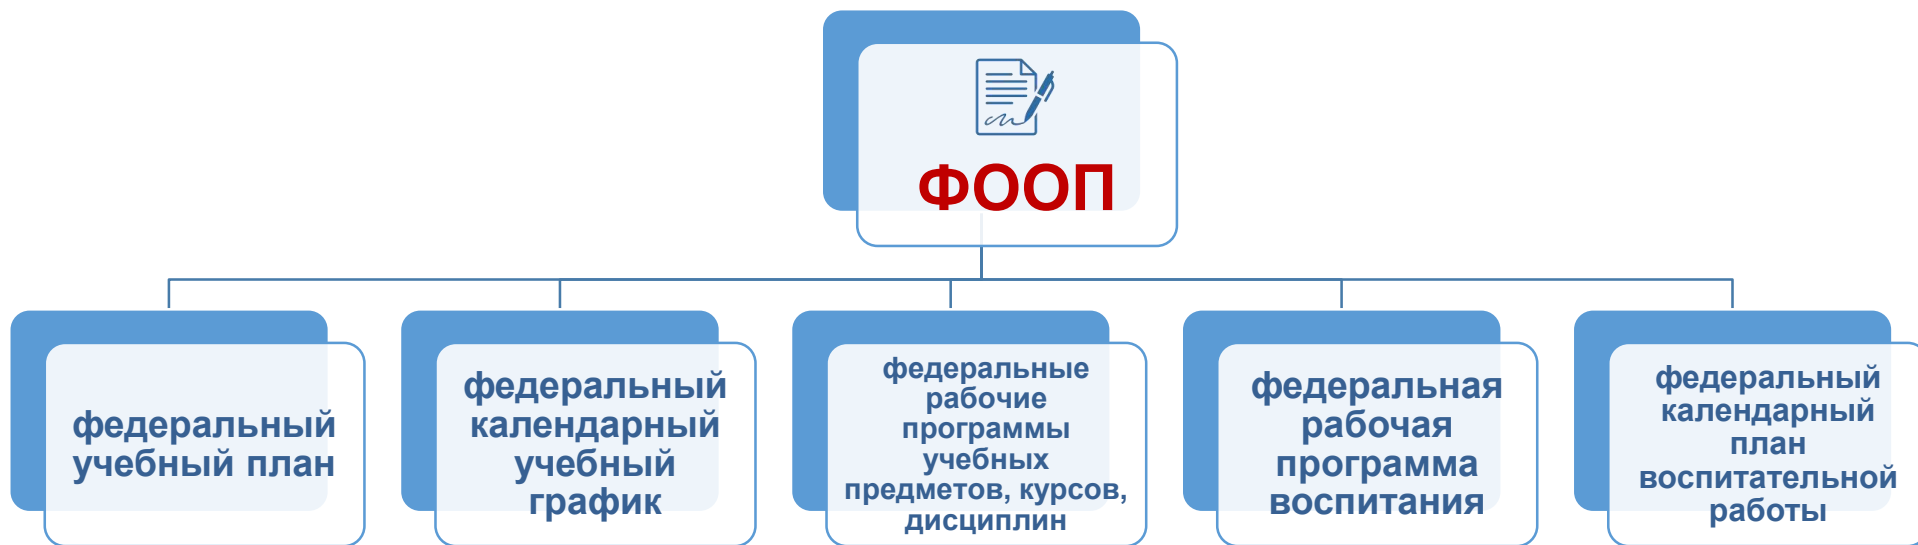 ФООП
федеральный
учебный план
федеральный
календарный
учебный
график
федеральные
рабочие
программы
учебных
предметов, курсов,
дисциплин
федеральная
рабочая
программа
воспитания
федеральный
календарный
план
воспитательной
работы